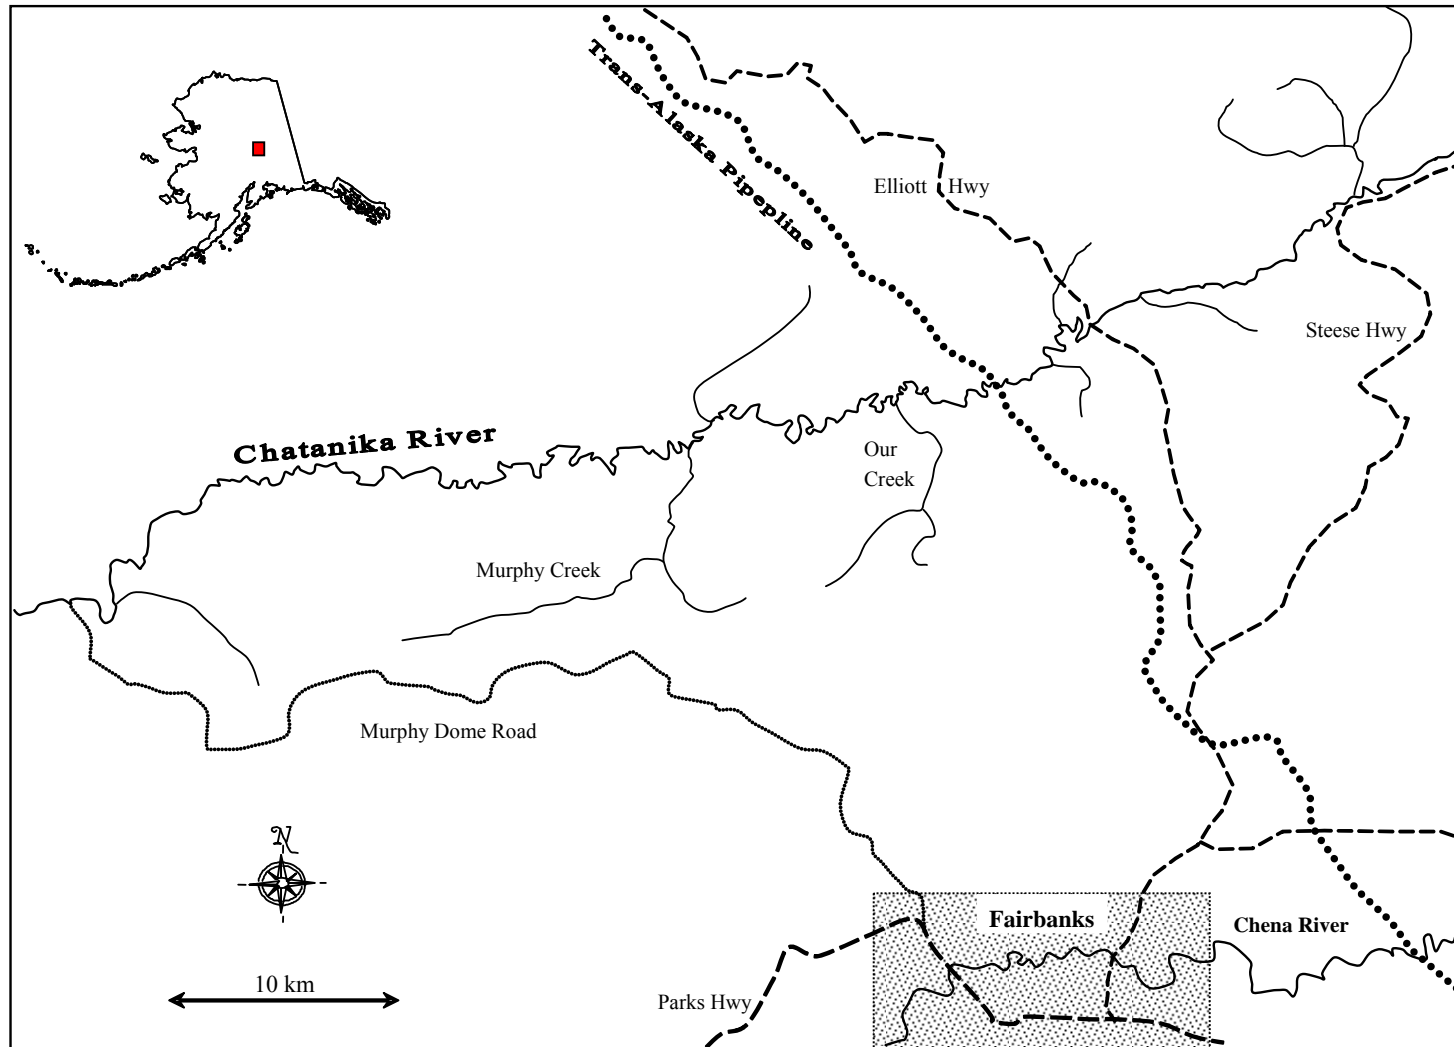 Trans-Alaska Pipepline
Elliott Hwy
Steese Hwy
Chatanika River
Our
Creek
Murphy Creek
Murphy Dome Road
N
Fairbanks
Chena River
10 km
Parks Hwy